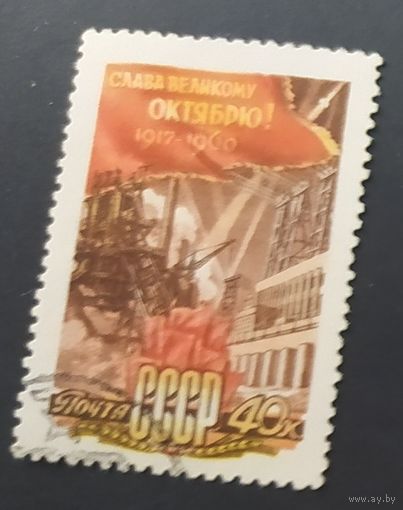 СЛАВА ВЕЛИКОМУ
ОКТЯБРЮ!
1917-1960
Почта СССР 40к
www.ay.by